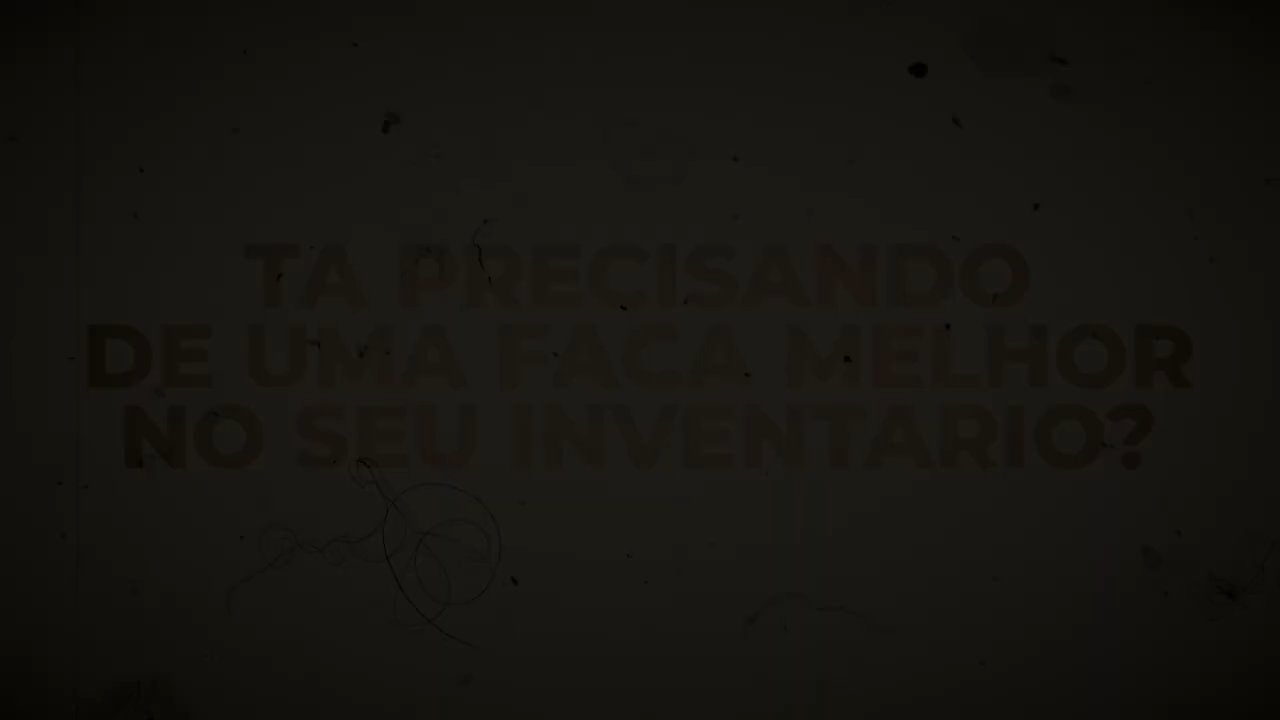 TA PRECISANDO
DE UMA FACA MELHOR
NO SEU INVENTARIO?